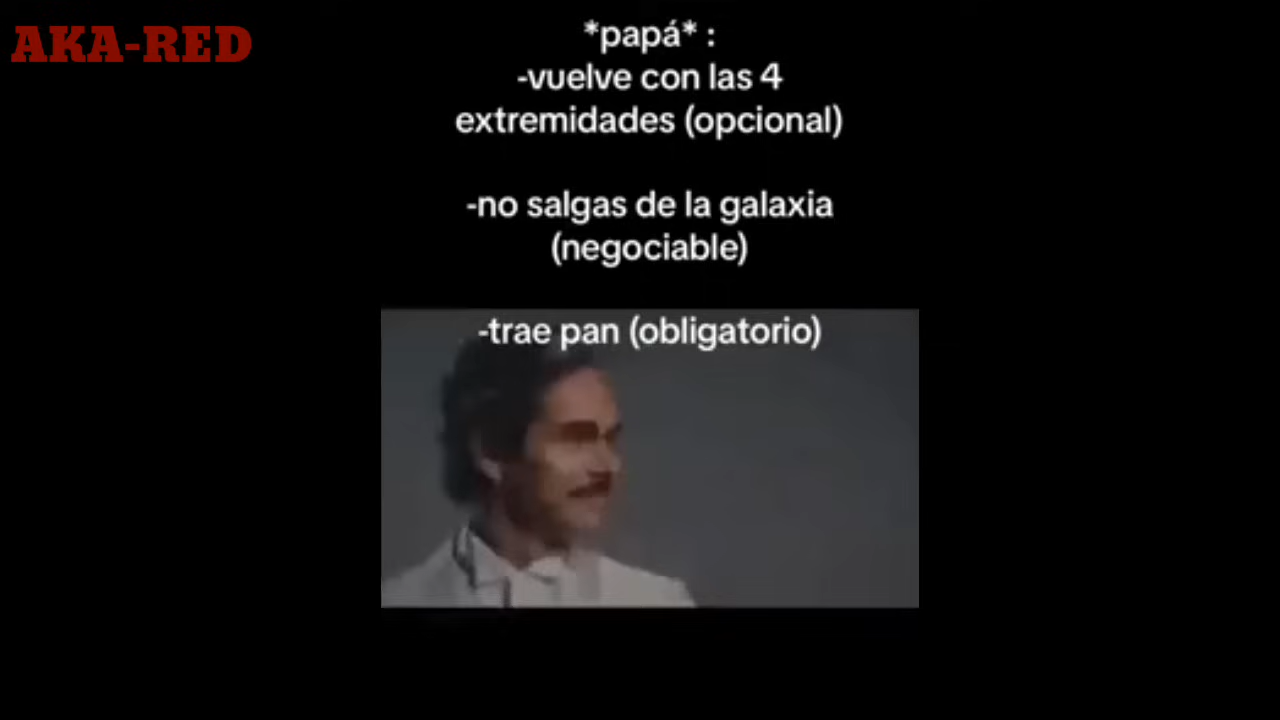 AKA-RED
*papá* :
-vuelve con las 4
extremidades (opcional)
-no salgas de la galaxia
(negociable)
-trae pan (obligatorio)